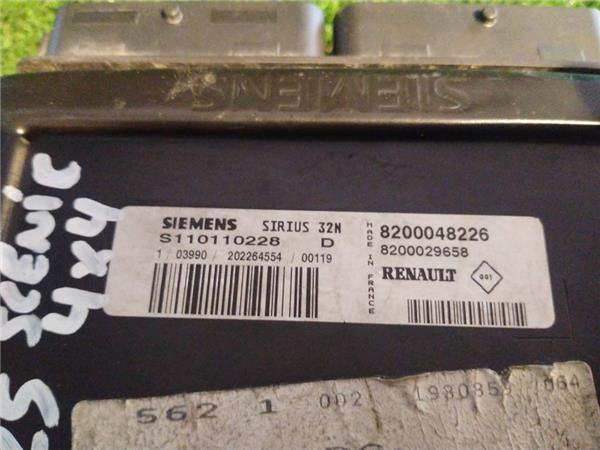 SIEMENS
SCENIC
4x4
SIEMENS SIRIUS 32N
S110110228 D
1 / 03990 / 202264554 / 00119
MADE IN FRANCE
8200048226
8200029658
RENAULT
001
562 1 002